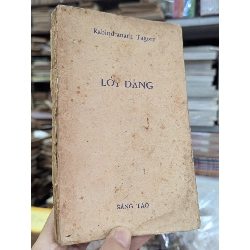 Rabindranath Tagore
LỜI DÂNG
SÁNG TẠO